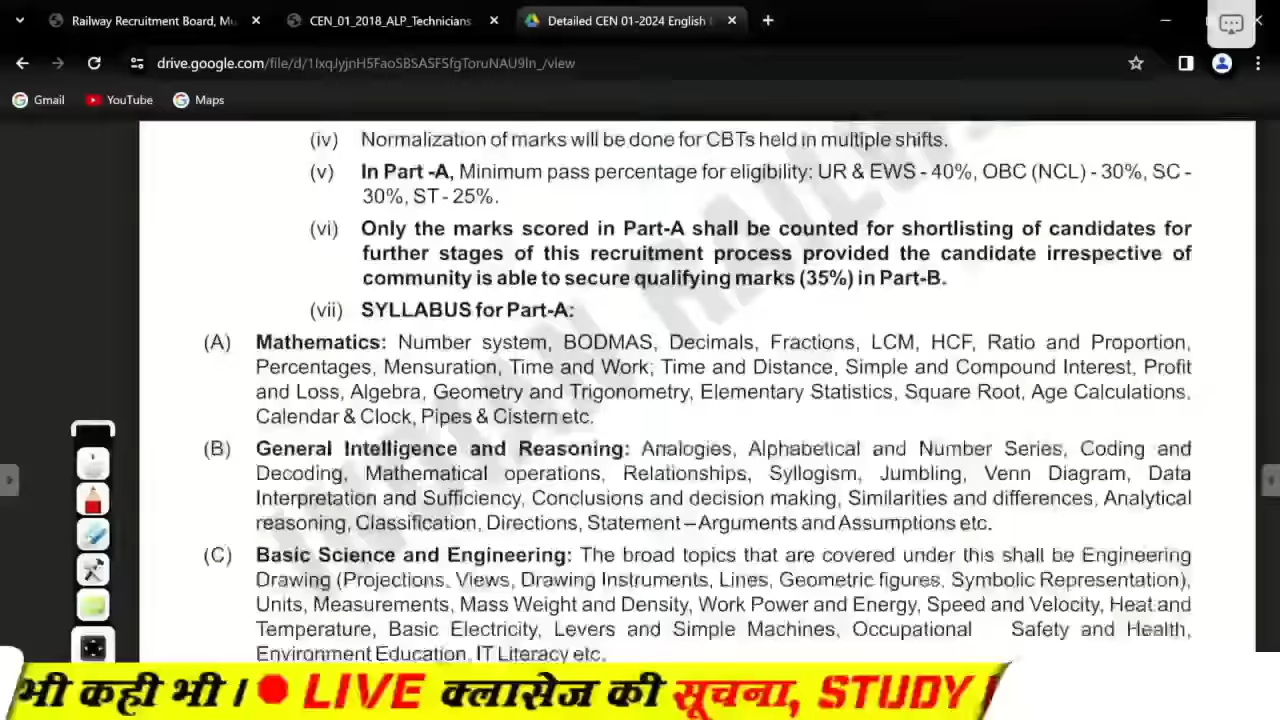 Railway Recruitment Board, Mu
CEN_01_2018_ALP_Technicians
Detailed CEN 01-2024 English
drive.google.com/file/d/1IxqJyjnH5FaoSBSASFSfgToruNAU9ln_/view
Gmail
YouTube
Maps
(iv) Normalization of marks will be done for CBTs held in multiple shifts.
(v) In Part -A, Minimum pass percentage for eligibility: UR & EWS - 40%, OBC (NCL) - 30%, SC -
30%, ST - 25%.
(vi) Only the marks scored in Part-A shall be counted for shortlisting of candidates for
further stages of this recruitment process provided the candidate irrespective of
community is able to secure qualifying marks (35%) in Part-B.
(vii) SYLLABUS for Part-A:
(A) Mathematics: Number system, BODMAS, Decimals, Fractions, LCM, HCF, Ratio and Proportion,
Percentages, Mensuration, Time and Work; Time and Distance, Simple and Compound Interest, Profit
and Loss, Algebra, Geometry and Trigonometry, Elementary Statistics, Square Root, Age Calculations,
Calendar & Clock, Pipes & Cistern etc.
(B) General Intelligence and Reasoning: Analogies, Alphabetical and Number Series, Coding and
Decoding, Mathematical operations, Relationships, Syllogism, Jumbling, Venn Diagram, Data
Interpretation and Sufficiency, Conclusions and decision making, Similarities and differences, Analytical
reasoning, Classification, Directions, Statement – Arguments and Assumptions etc.
(C) Basic Science and Engineering: The broad topics that are covered under this shall be Engineering
Drawing (Projections, Views, Drawing Instruments, Lines, Geometric figures, Symbolic Representation),
Units, Measurements, Mass Weight and Density, Work Power and Energy, Speed and Velocity, Heat and
Temperature, Basic Electricity, Levers and Simple Machines, Occupational Safety and Health,
Environment Education, IT Literacy etc.
भी कही भी । LIVE क्लासेज की सूचना, STUDY